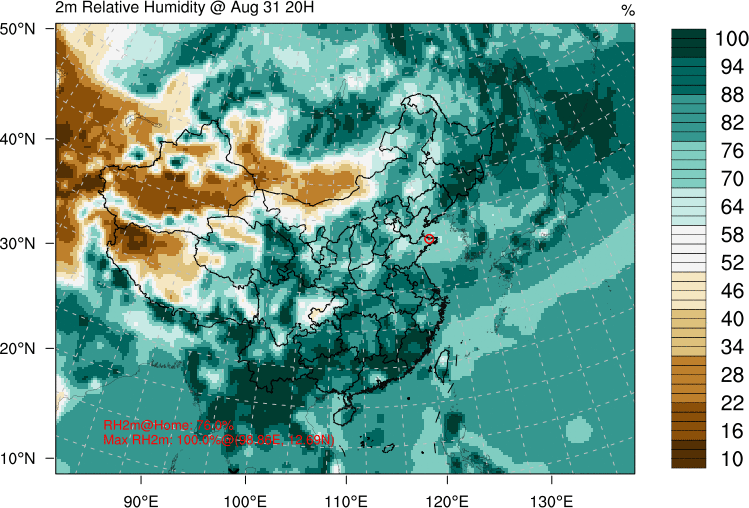 2m Relative Humidity @ Aug 31 20H
%
50°N
40°N
30°N
20°N
10°N
90°E
100°E
110°E
120°E
130°E
100
94
88
82
76
70
64
58
52
46
40
34
28
22
16
10
RH2m@Home:
Max RH2m: 100.0%